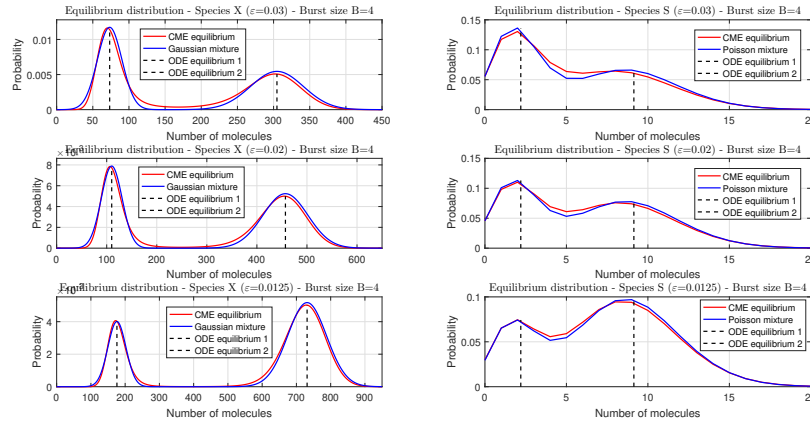 Equilibrium distribution - Species X (ε=0.03) - Burst size B=4
0.01
0.005
0
Probability
CME equilibrium
Gaussian mixture
ODE equilibrium 1
ODE equilibrium 2
0 50 100 150 200 250 300 350 400 450
Number of molecules
Equilibrium distribution - Species S (ε=0.03) - Burst size B=4
0.15
0.1
0.05
0
Probability
CME equilibrium
Poisson mixture
ODE equilibrium 1
ODE equilibrium 2
0 5 10 15 20
Number of molecules
Equilibrium distribution - Species X (ε=0.02) - Burst size B=4
8
6
4
2
0
Probability
CME equilibrium
Gaussian mixture
ODE equilibrium 1
ODE equilibrium 2
0 100 200 300 400 500 600
Number of molecules
Equilibrium distribution - Species S (ε=0.02) - Burst size B=4
0.15
0.1
0.05
0
Probability
CME equilibrium
Poisson mixture
ODE equilibrium 1
ODE equilibrium 2
0 5 10 15 20
Number of molecules
Equilibrium distribution - Species X (ε=0.0125) - Burst size B=4
4
2
0
Probability
CME equilibrium
Gaussian mixture
ODE equilibrium 1
ODE equilibrium 2
0 100 200 300 400 500 600 700 800 900
Number of molecules
Equilibrium distribution - Species S (ε=0.0125) - Burst size B=4
0.1
0.05
0
Probability
CME equilibrium
Poisson mixture
ODE equilibrium 1
ODE equilibrium 2
0 5 10 15
Number of molecules